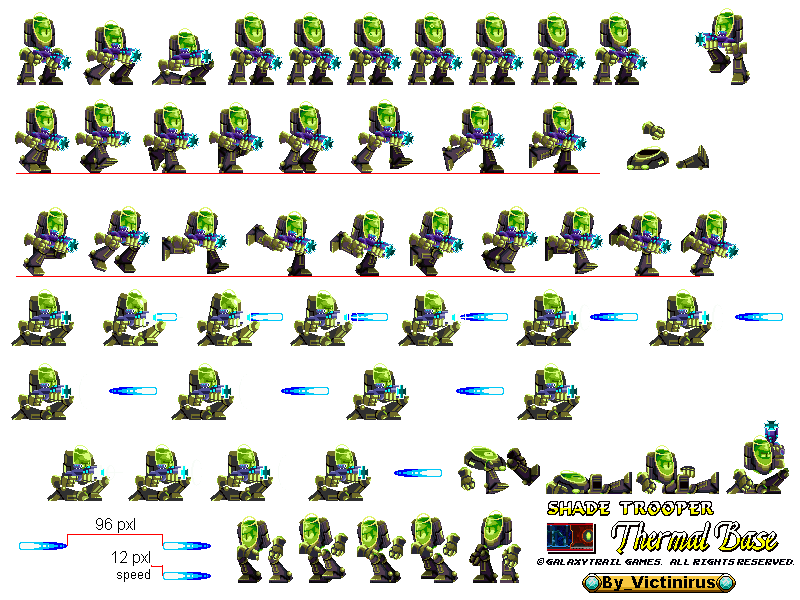 96 pxl
12 pxl
speed
SHADE TROOPER
Thermal Base
©GALAXYTRAIL GAMES. ALL RIGHTS RESERVED.
By_Victinirus